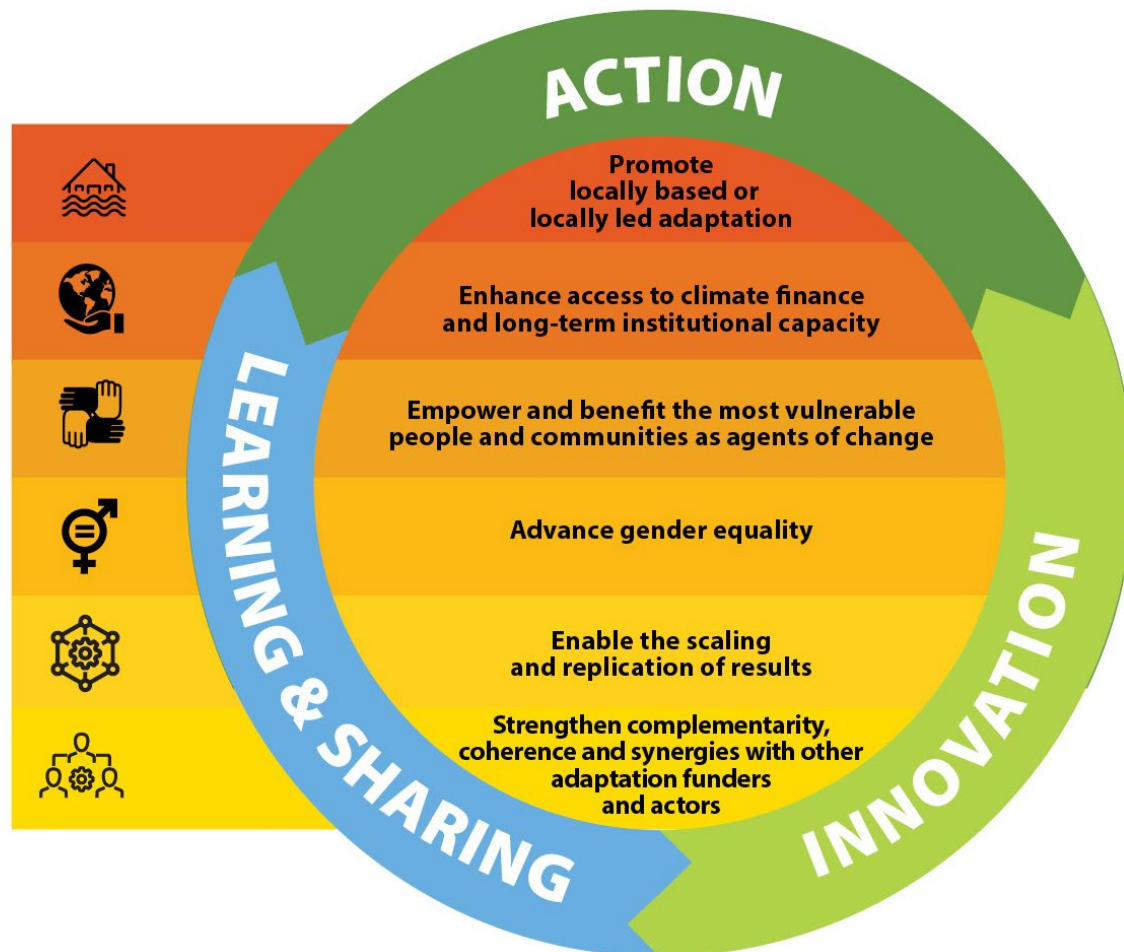 ACTION
Promote
locally based or
locally led adaptation
Enhance access to climate finance
and long-term institutional capacity
Empower and benefit the most vulnerable
people and communities as agents of change
Advance gender equality
Enable the scaling
and replication of results
Strengthen complementarity,
coherence and synergies with other
adaptation funders
and actors
LEARNING & SHARING
INNOVATION